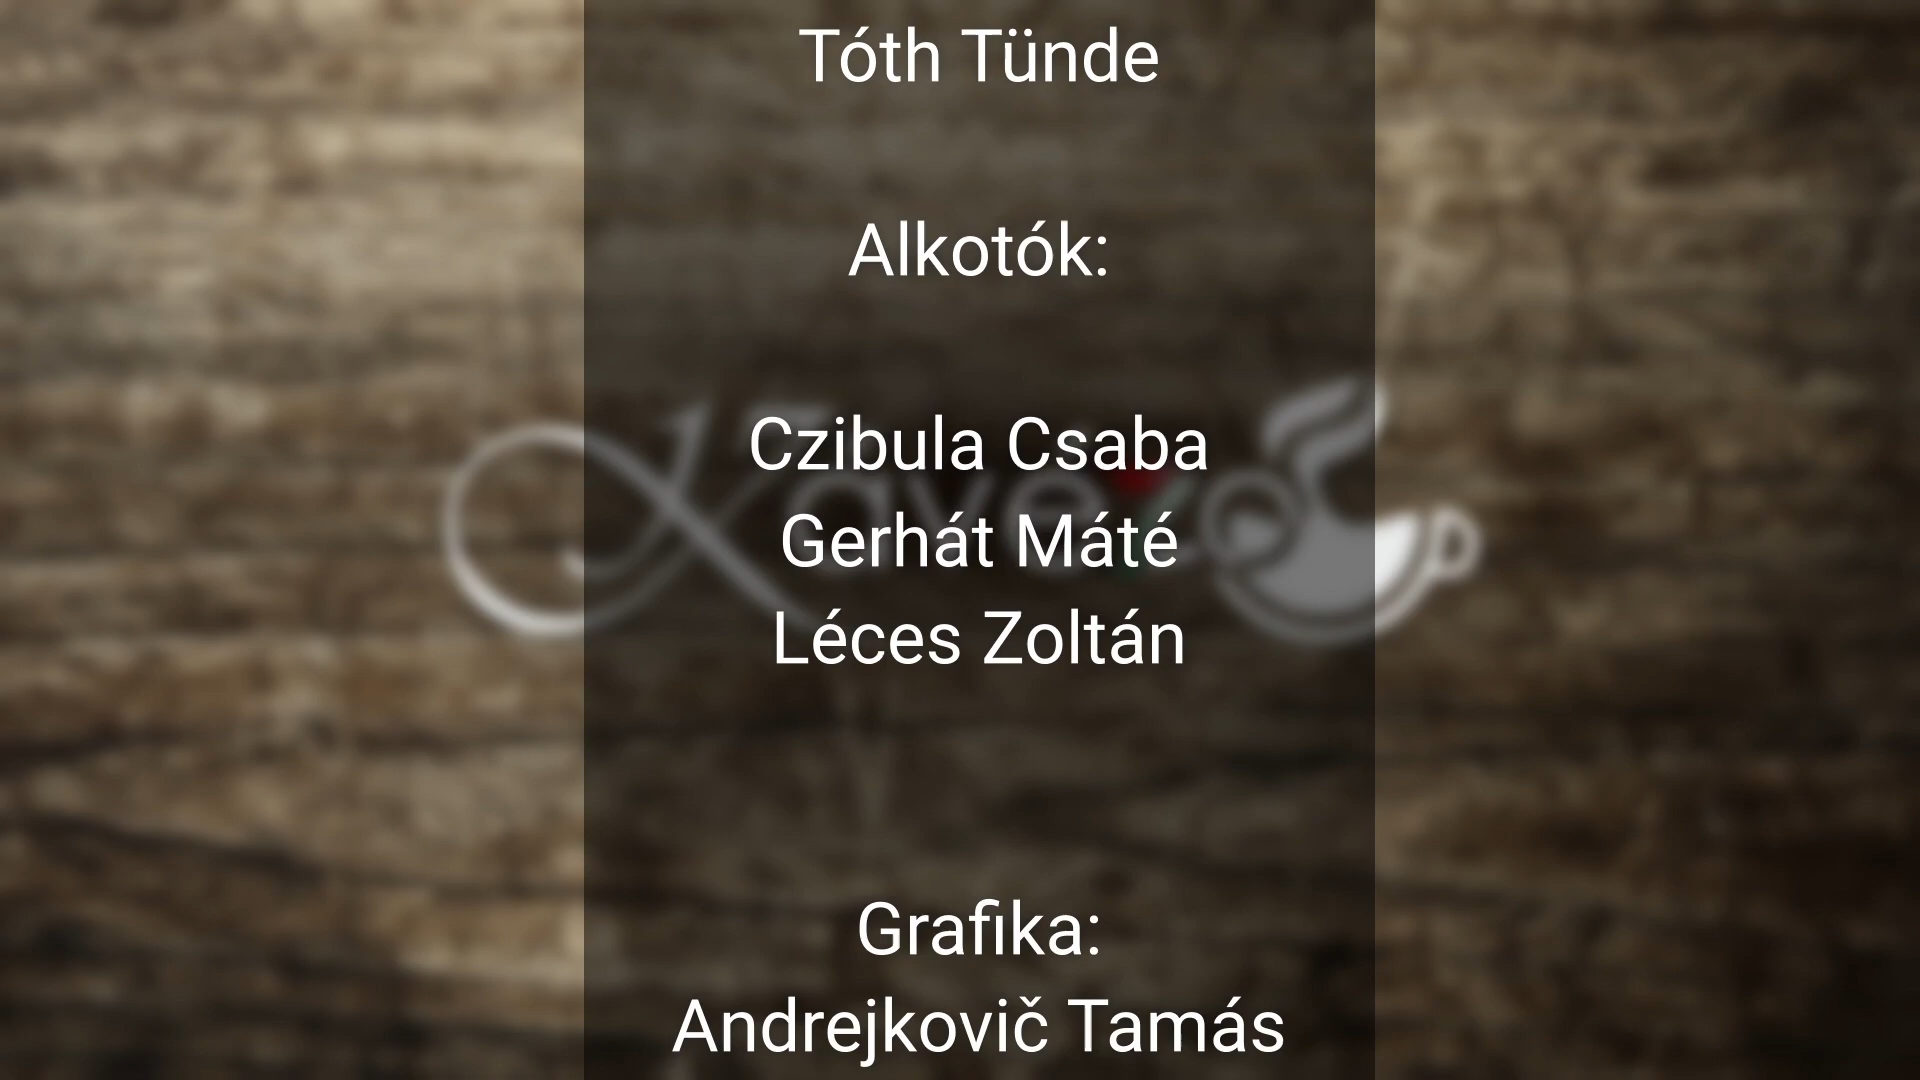 Tóth Tünde
Alkotók:
Czibula Csaba
Gerhát Máté
Léces Zoltán
Grafika:
Andrejkovič Tamás